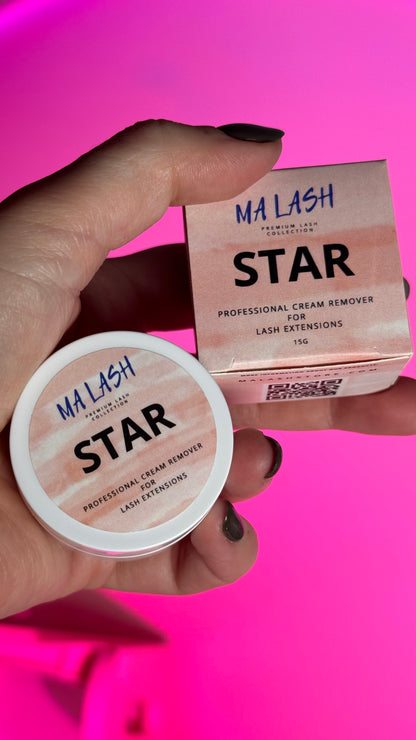 MA LASH
PREMIUM LASH
COLLECTION
STAR
PROFESSIONAL CREAM REMOVER
FOR
LASH EXTENSIONS
15G
MA LASH
PREMIUM LASH
COLLECTION
STAR
PROFESSIONAL CREAM REMOVER
FOR
LASH EXTENSIONS